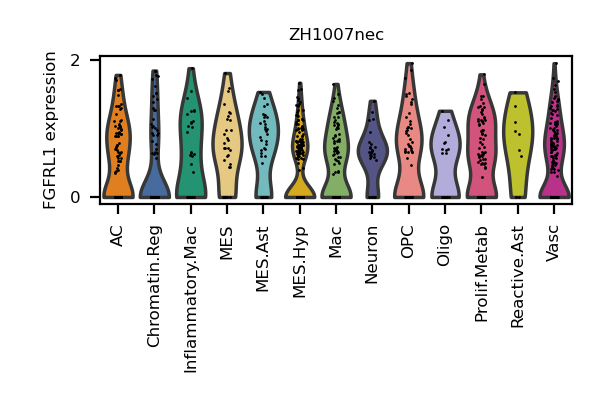 ZH1007nec
FGFRL1 expression
2
0
AC
Chromatin.Reg
Inflammatory.Mac
MES
MES.Ast
MES.Hyp
Mac
Neuron
OPC
Oligo
Prolif.Metab
Reactive.Ast
Vasc